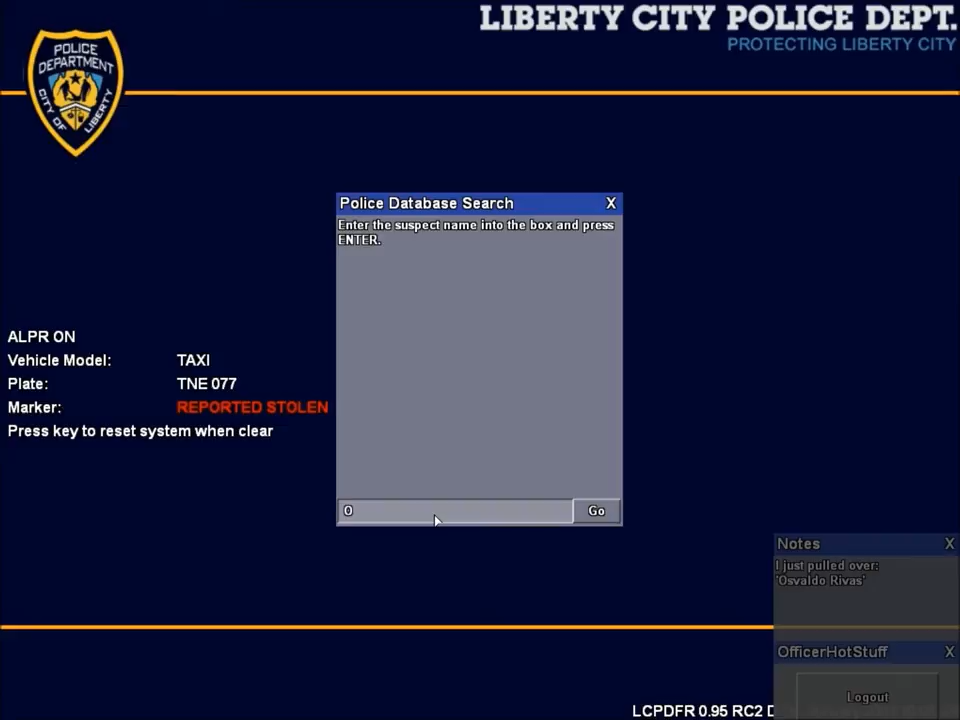 LIBERTY CITY POLICE DEPT.
PROTECTING LIBERTY CITY
POLICE
DEPARTMENT
CITY OF LIBERTY
Police Database Search X
Enter the suspect name into the box and press
ENTER.
ALPR ON
Vehicle Model: TAXI
Plate: TNE 077
Marker: REPORTED STOLEN
Press key to reset system when clear
O Go
Notes X
I just pulled over:
'Osvaldo Rivas'
OfficerHotStuff X
Logout
LCPDFR 0.95 RC2 D